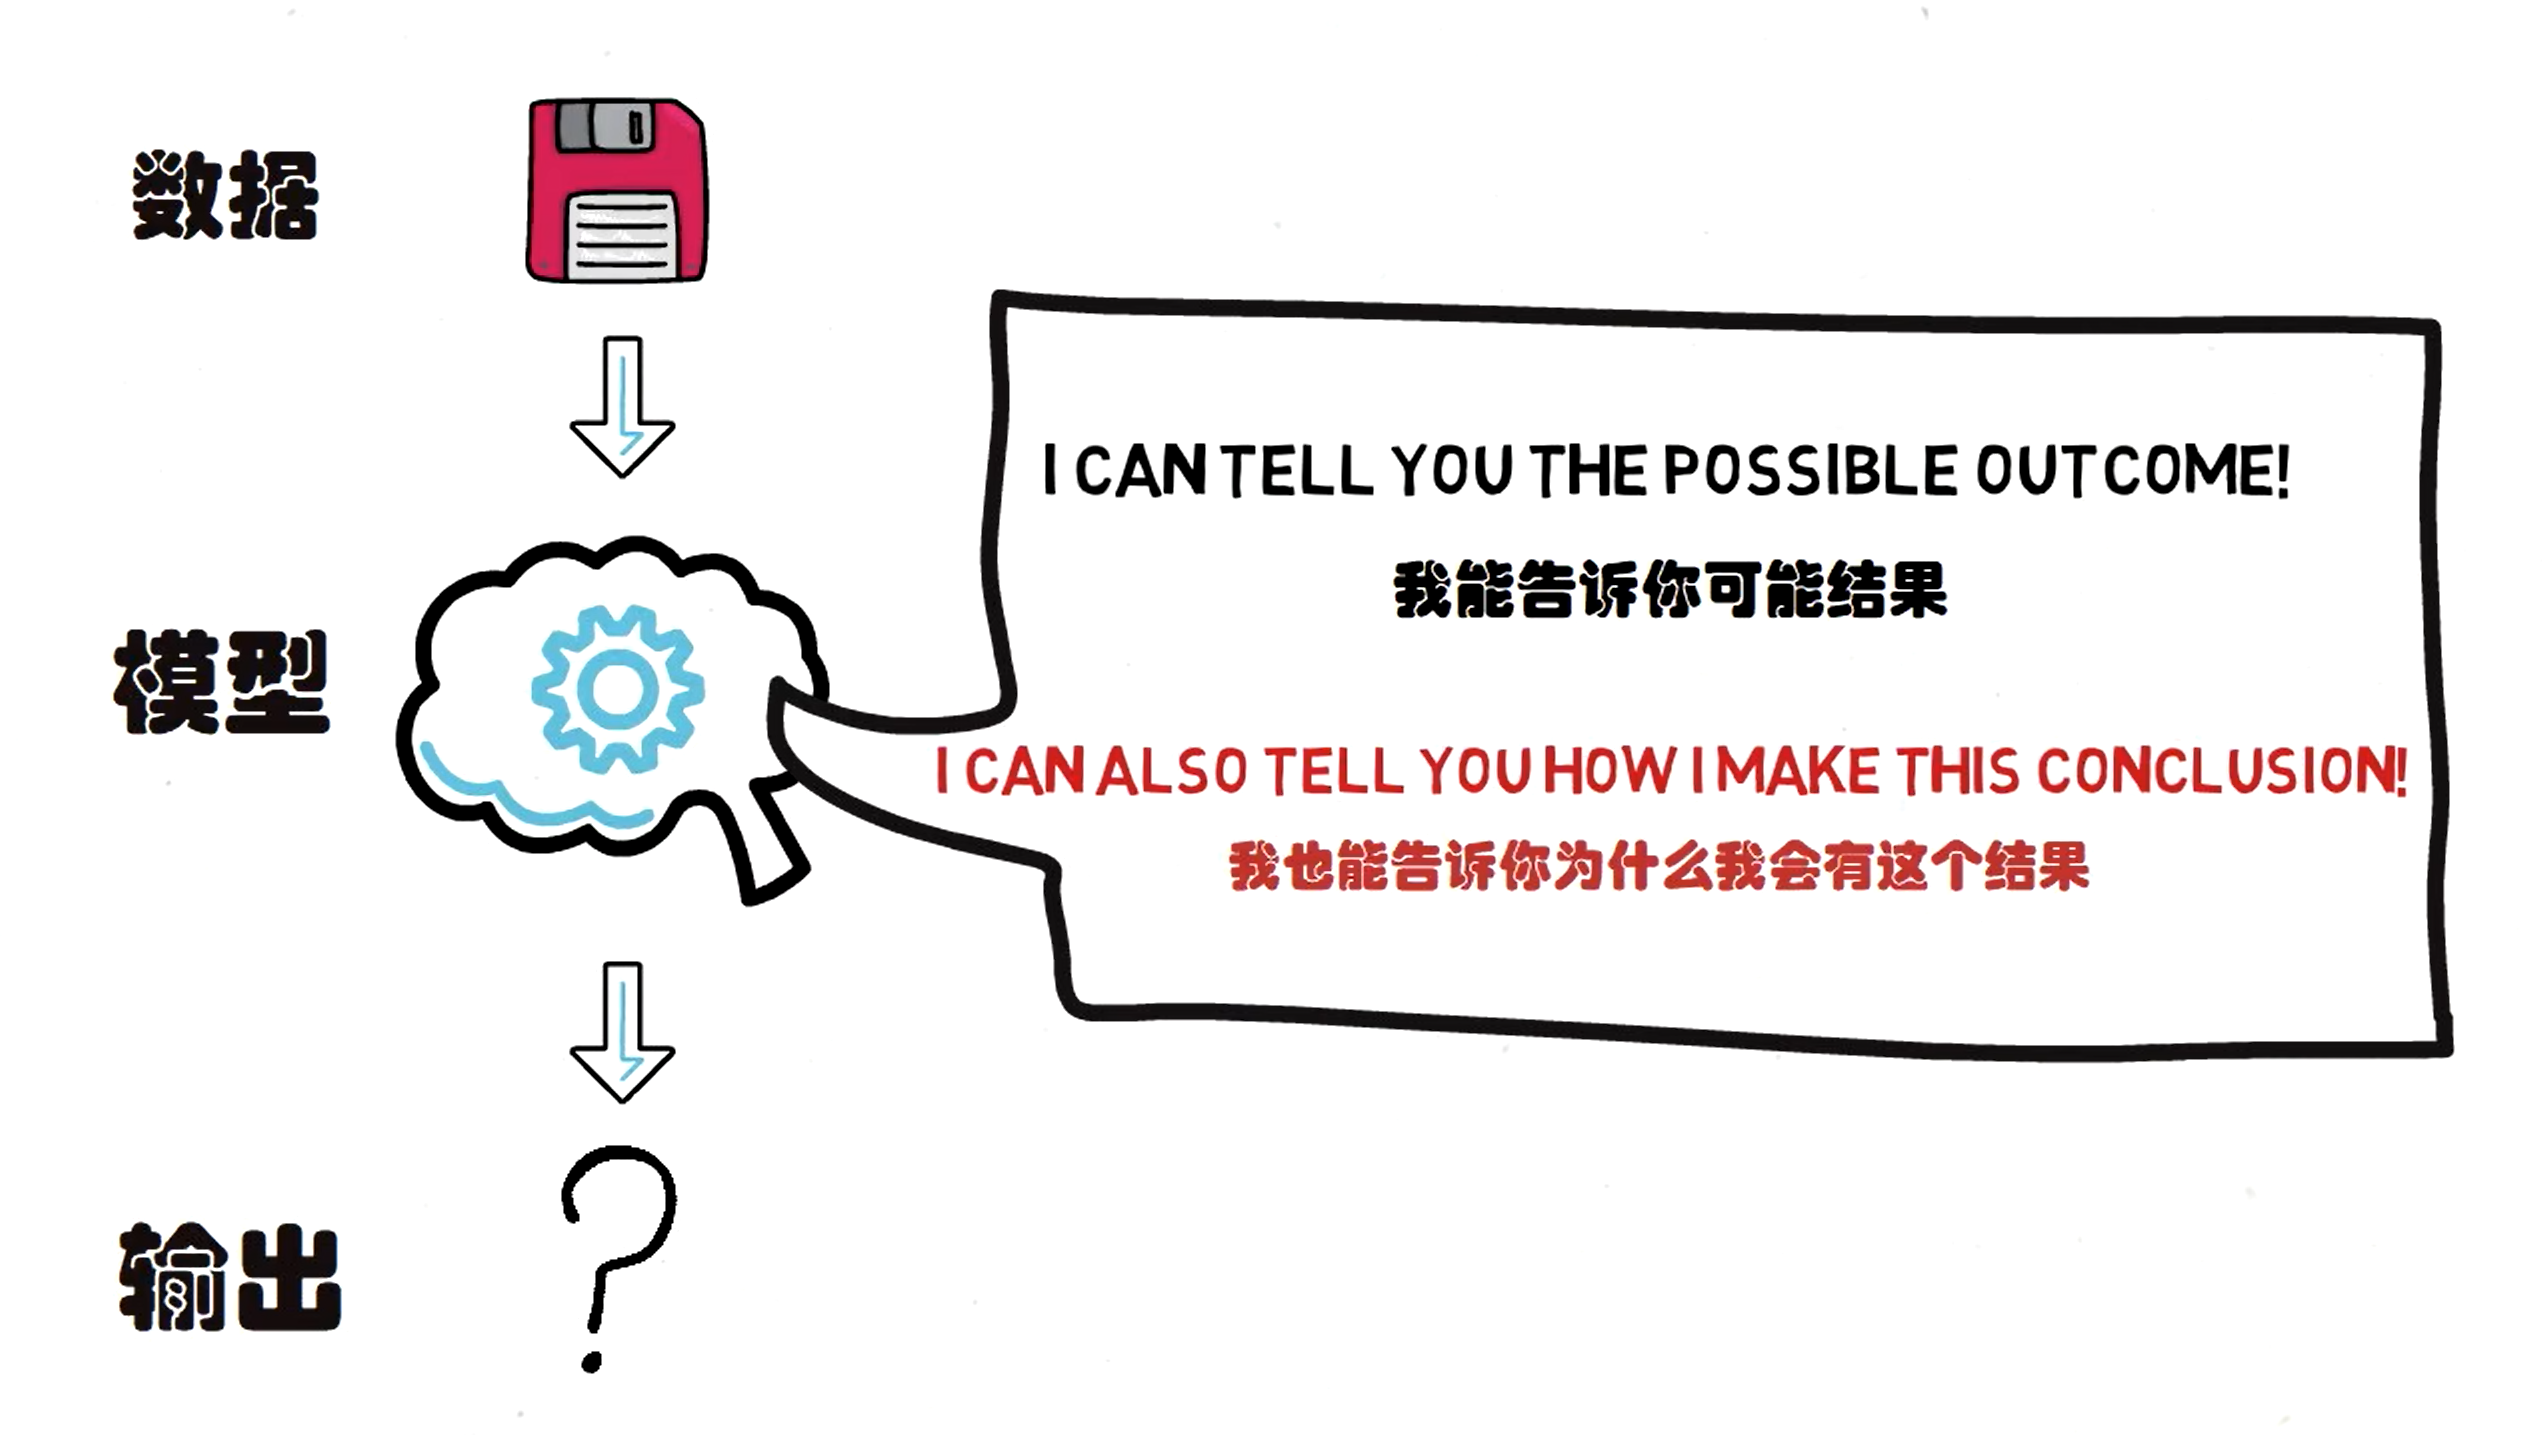 数据
模型
I CAN TELL YOU THE POSSIBLE OUTCOME!
我能告诉你可能结果
I CAN ALSO TELL YOU HOW I MAKE THIS CONCLUSION!
我也能告诉你为什么我会有这个结果
输出
?